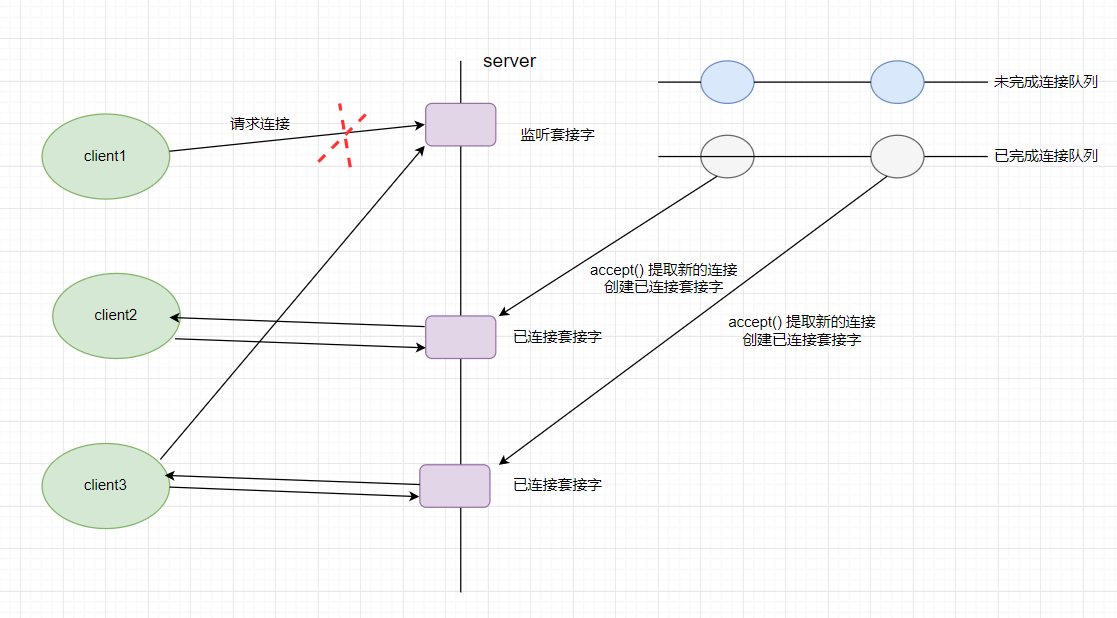 server
未完成连接队列
请求连接
监听套接字
client1
已完成连接队列
accept() 提取新的连接
创建已连接套接字
client2
已连接套接字
accept() 提取新的连接
创建已连接套接字
client3
已连接套接字